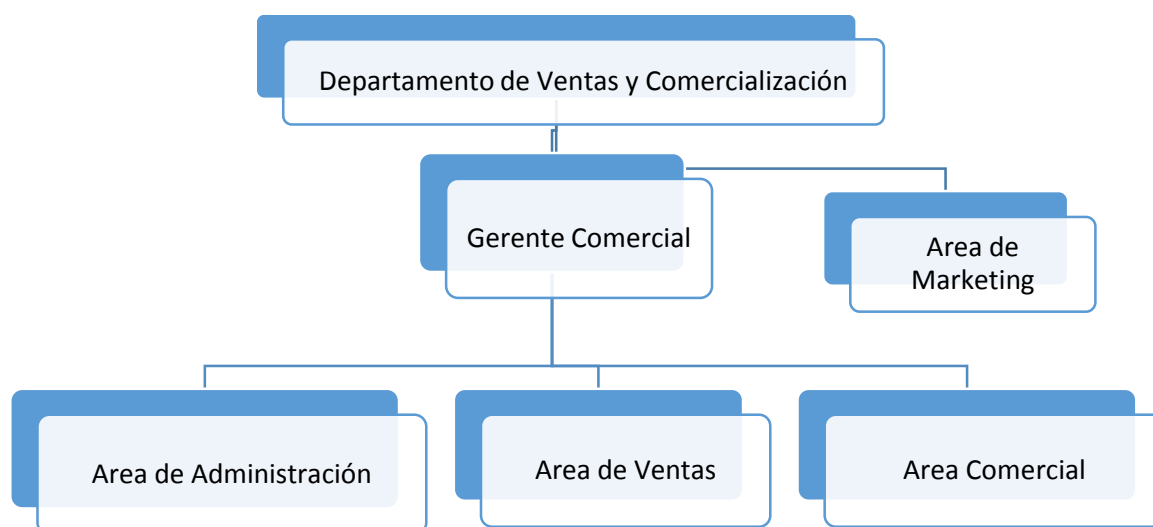 Departamento de Ventas y Comercialización
Gerente Comercial
Area de
Marketing
Area de Administración
Area de Ventas
Area Comercial